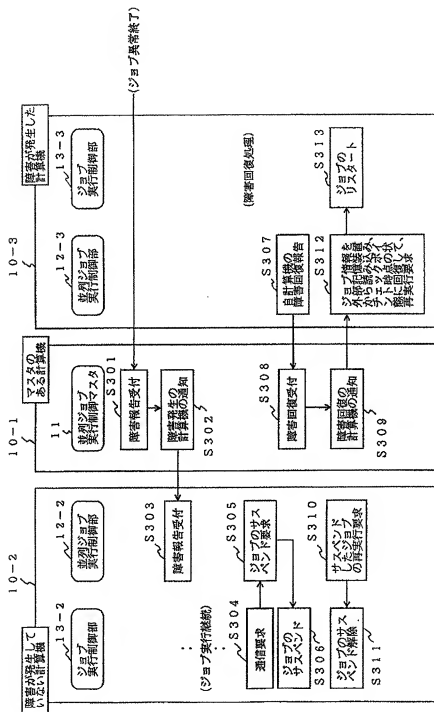 障害が発生して
いない計算機
10-2
13-2
ジョブ
実行制御部
12-2
並列ジョブ
実行制御部
マスタの
ある計算機
10-1
11
並列ジョブ
実行制御マスタ
障害が発生した
計算機
10-3
12-3
並列ジョブ
実行制御部
13-3
ジョブ
実行制御部
(ジョブ異常終了)
S301
障害報告受付
障害発生の
計算機の通知
S302
S303
障害報告受付
(ジョブ実行継続)
S304
通信要求
S305
ジョブのサス
ペンド要求
ジョブの
サスペンド
S306
(障害回復処理)
S307
自計算機の
障害回復報告
S308
障害回復受付
障害回復の
計算機の通知
S309
S310
サスペンド
したジョブ
の再実行要求
ジョブのサス
ペンド解除
S311
S312
ジョブ情報を
外部記憶装置
から読み込み、
チェックポイ
ント時点の状
態に回復して、
再実行要求
S313
ジョブの
リスタート